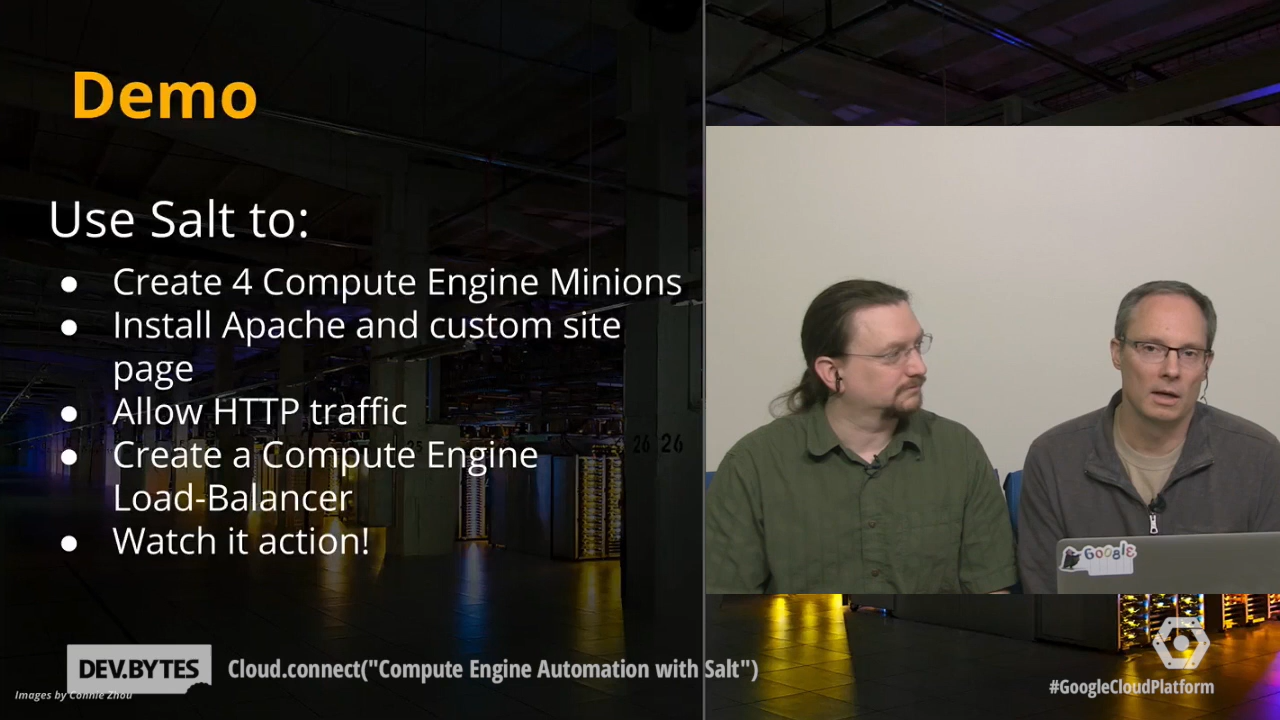 Demo
Use Salt to:
● Create 4 Compute Engine Minions
● Install Apache and custom site
page
● Allow HTTP traffic
● Create a Compute Engine
Load-Balancer
● Watch it action!
26 26
Google
DEV.BYTES
Cloud.connect("Compute Engine Automation with Salt")
Images by Connie Zhou
#GoogleCloudPlatform